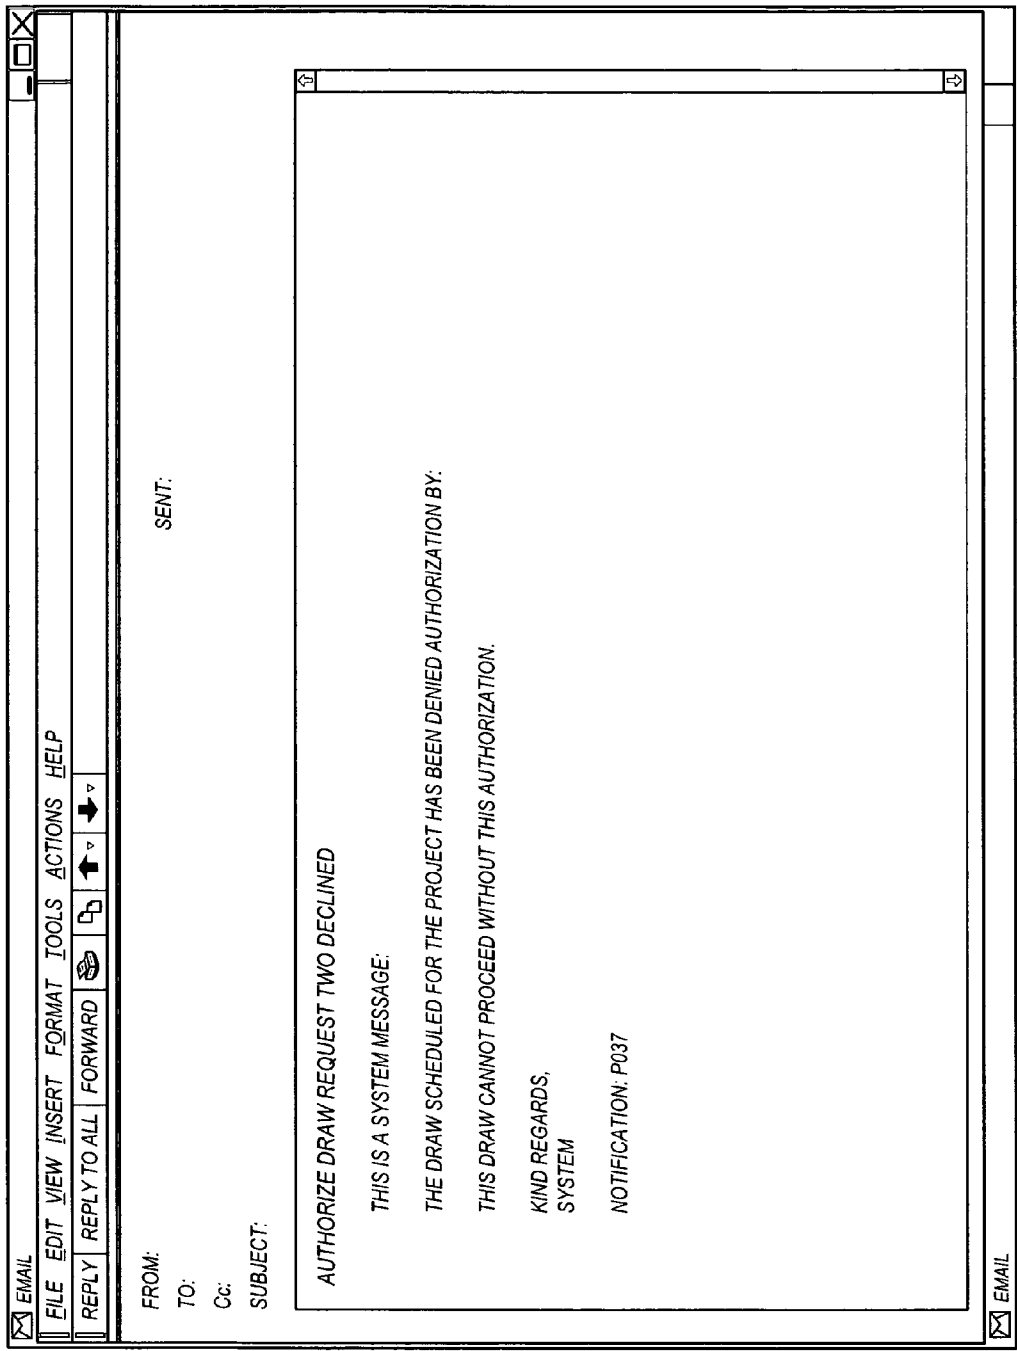 EMAIL
FILE EDIT VIEW INSERT FORMAT TOOLS ACTIONS HELP
REPLY REPLY TO ALL FORWARD
FROM: SENT:
TO:
Cc:
SUBJECT:
AUTHORIZE DRAW REQUEST TWO DECLINED
THIS IS A SYSTEM MESSAGE:
THE DRAW SCHEDULED FOR THE PROJECT HAS BEEN DENIED AUTHORIZATION BY:
THIS DRAW CANNOT PROCEED WITHOUT THIS AUTHORIZATION.
KIND REGARDS,
SYSTEM
NOTIFICATION: P037
EMAIL